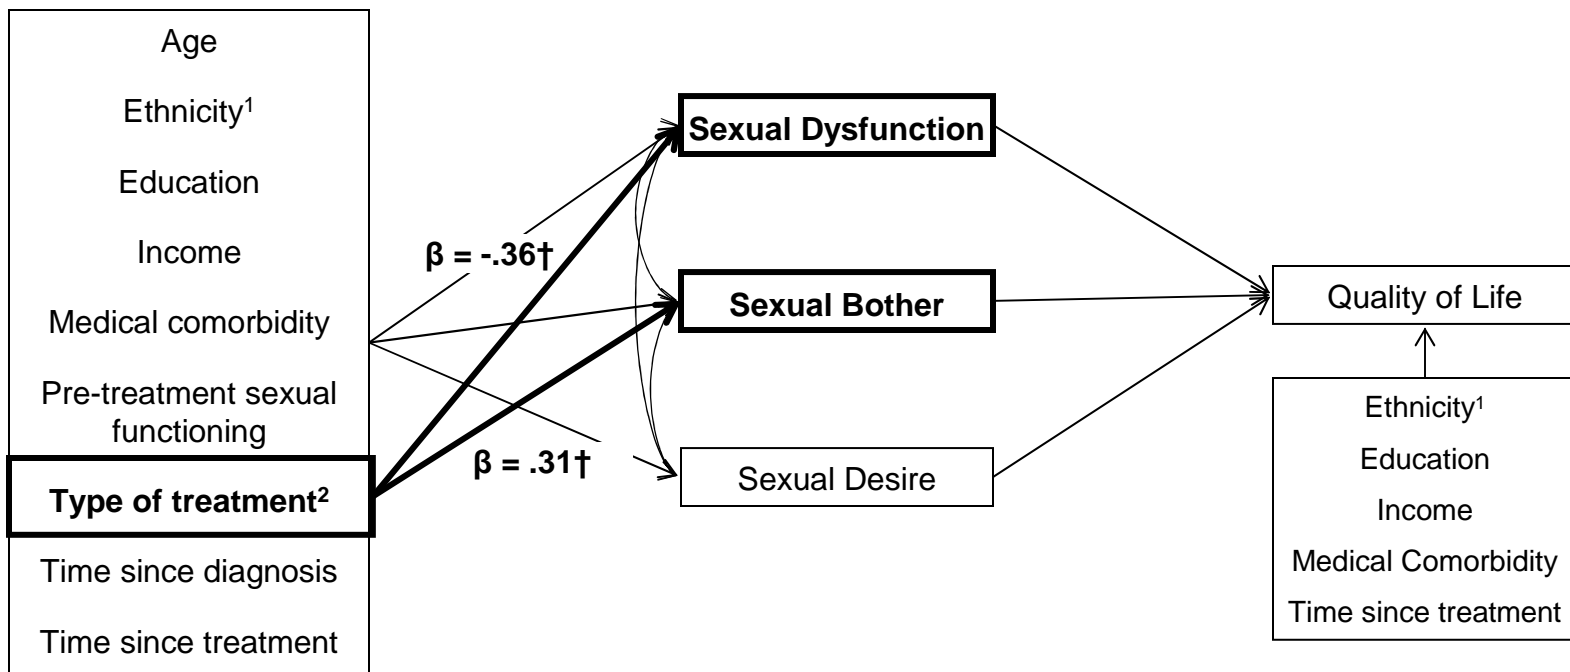 Age
Ethnicity¹
Education
Income
Medical comorbidity
Pre-treatment sexual
functioning
Type of treatment²
Time since diagnosis
Time since treatment
β = -.36†
β = .31†
Sexual Dysfunction
Sexual Bother
Sexual Desire
Quality of Life
Ethnicity¹
Education
Income
Medical Comorbidity
Time since treatment